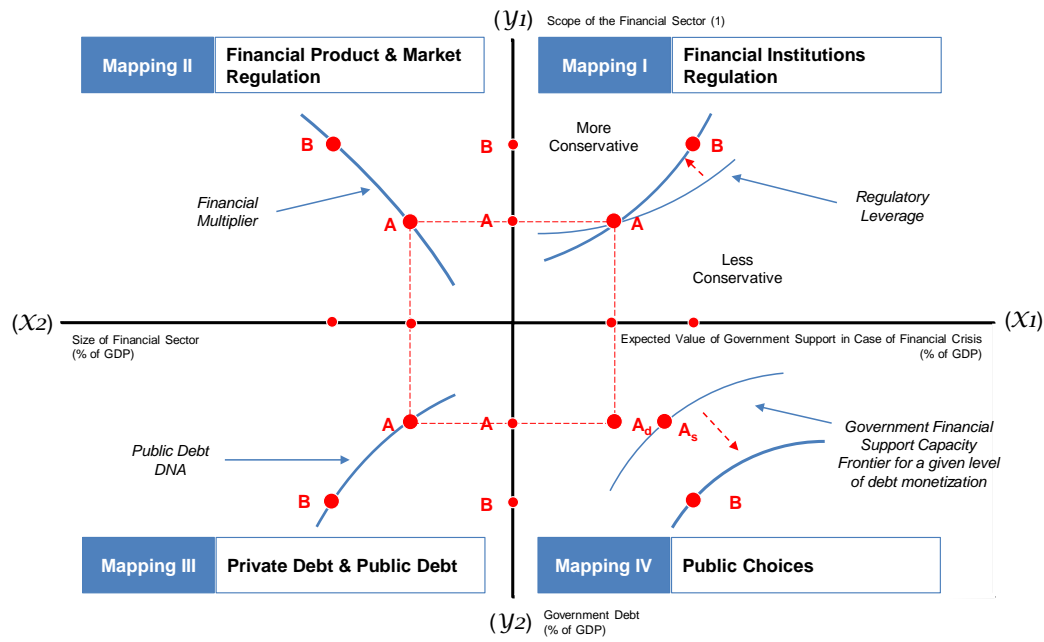 (y1)
Scope of the Financial Sector (1)
Mapping II
Financial Product & Market
Regulation
Mapping I
Financial Institutions
Regulation
More
Conservative
B
B
B
Financial
Multiplier
Regulatory
Leverage
A
A
A
Less
Conservative
(x2)
(x1)
Size of Financial Sector
(% of GDP)
Expected Value of Government Support in Case of Financial Crisis
(% of GDP)
A
A
Ad
As
Government Financial
Support Capacity
Frontier for a given level
of debt monetization
Public Debt
DNA
B
B
B
Mapping III
Private Debt & Public Debt
Mapping IV
Public Choices
(y2)
Government Debt
(% of GDP)